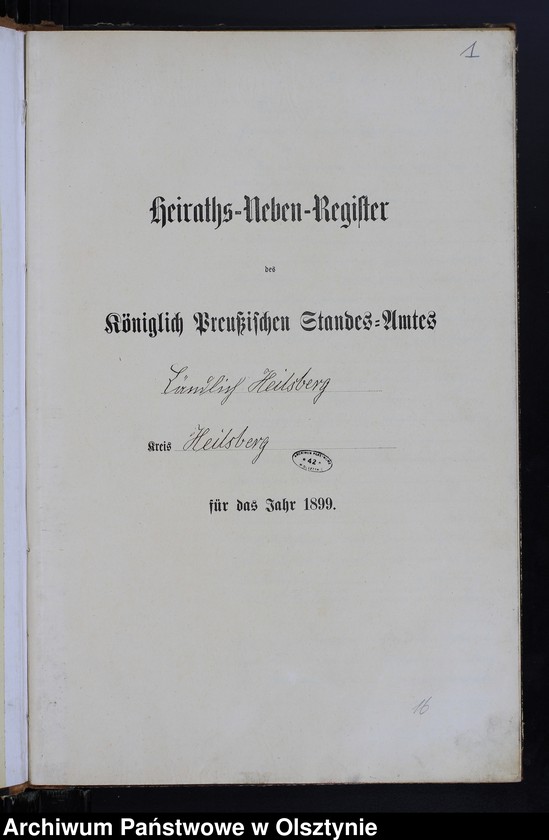 1
Heiraths-Neben-Register
des
Königlich Preußischen Standes-Amtes
Ländlich Heilsberg
Kreis Heilsberg
42
für das Jahr 1899.
16
Archiwum Państwowe w Olsztynie